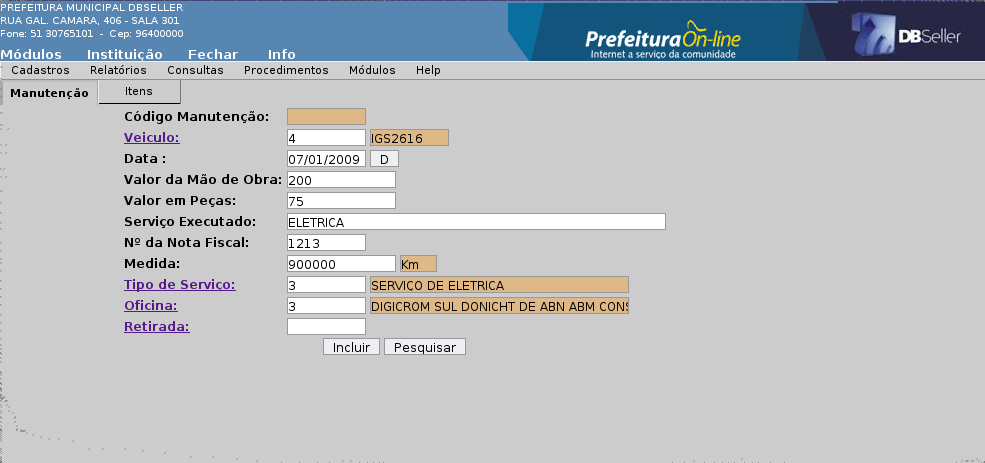 PREFEITURA MUNICIPAL DBSELLER
RUA GAL. CAMARA, 406 - SALA 301
Fone: 51 30765101 - Cep: 96400000
PrefeituraOn-line
Internet a serviço da comunidade
DBSeller
Módulos Instituição Fechar Info
Cadastros Relatórios Consultas Procedimentos Módulos Help
Manutenção Itens
Código Manutenção:
Veiculo: 4 IGS2616
Data : 07/01/2009 D
Valor da Mão de Obra: 200
Valor em Peças: 75
Serviço Executado: ELETRICA
Nº da Nota Fiscal: 1213
Medida: 900000 Km
Tipo de Serviço: 3 SERVIÇO DE ELETRICA
Oficina: 3 DIGICROM SUL DONICHT DE ABN ABM CONS
Retirada:
Incluir Pesquisar